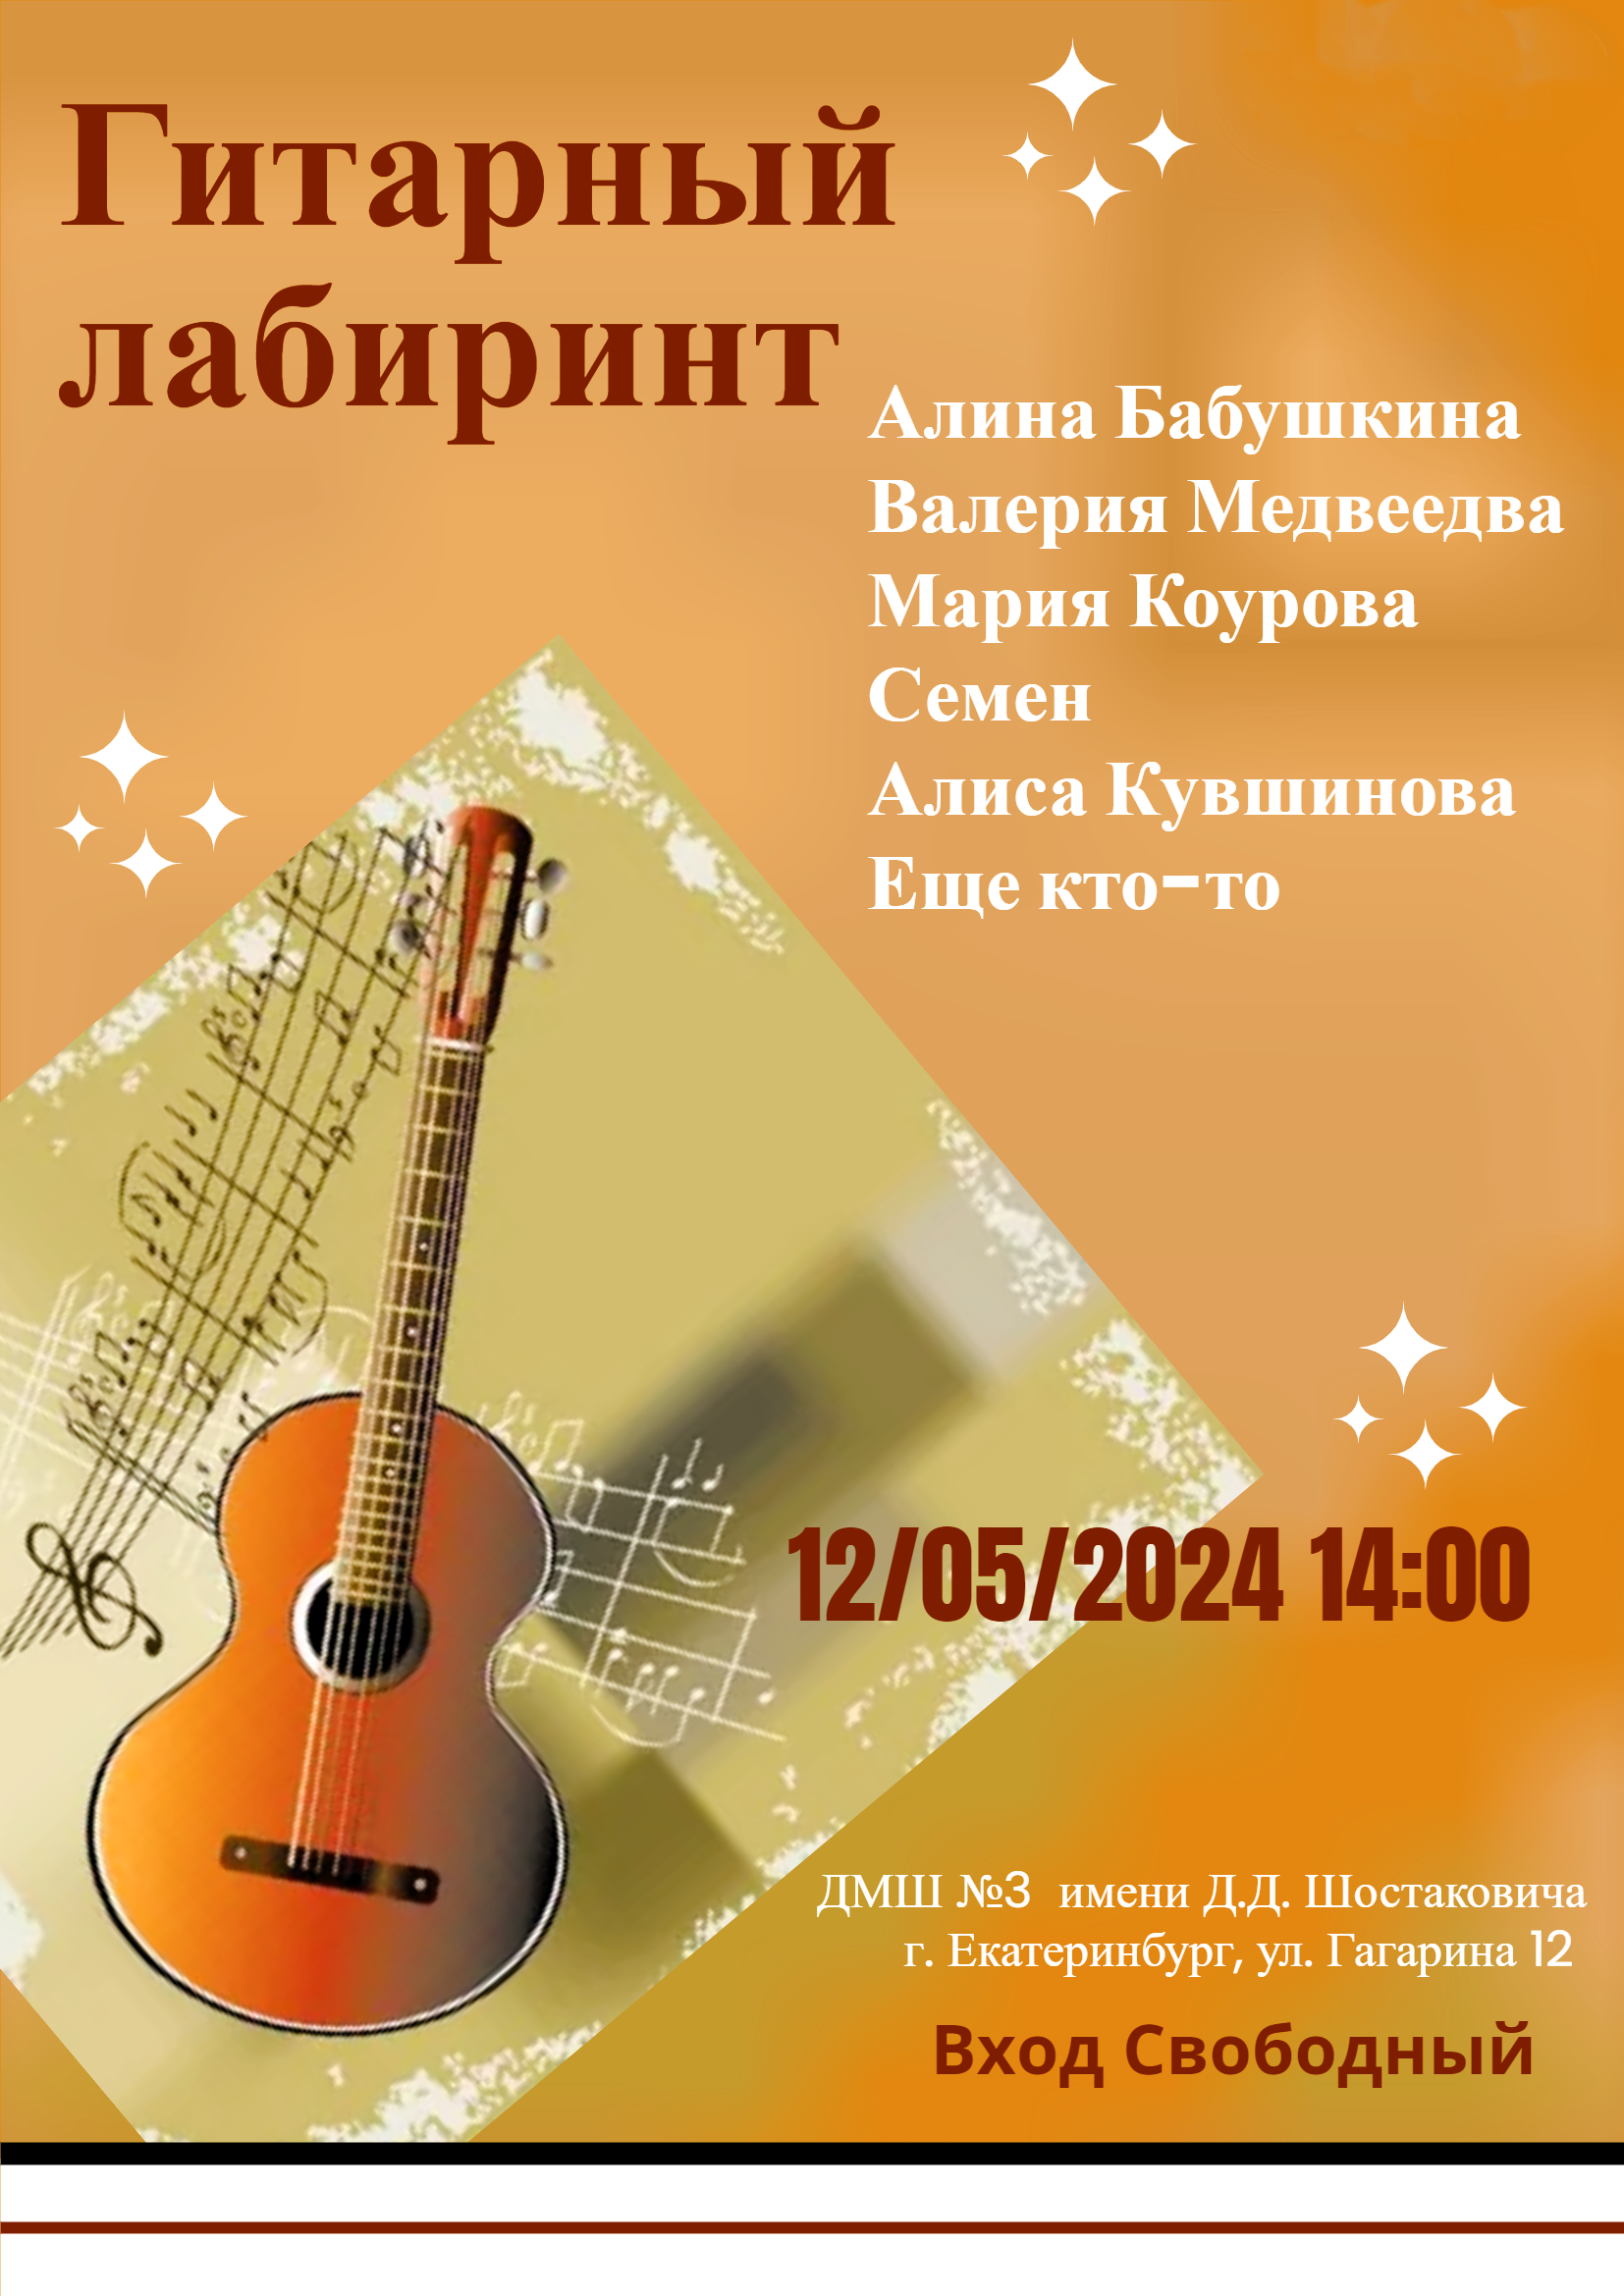 Гитарный
лабиринт
Алина Бабушкина
Валерия Медвеедва
Мария Коурова
Семен
Алиса Кувшинова
Еще кто-то
12/05/2024 14:00
ДМШ №3 имени Д.Д. Шостаковича
г. Екатеринбург, ул. Гагарина 12
Вход Свободный